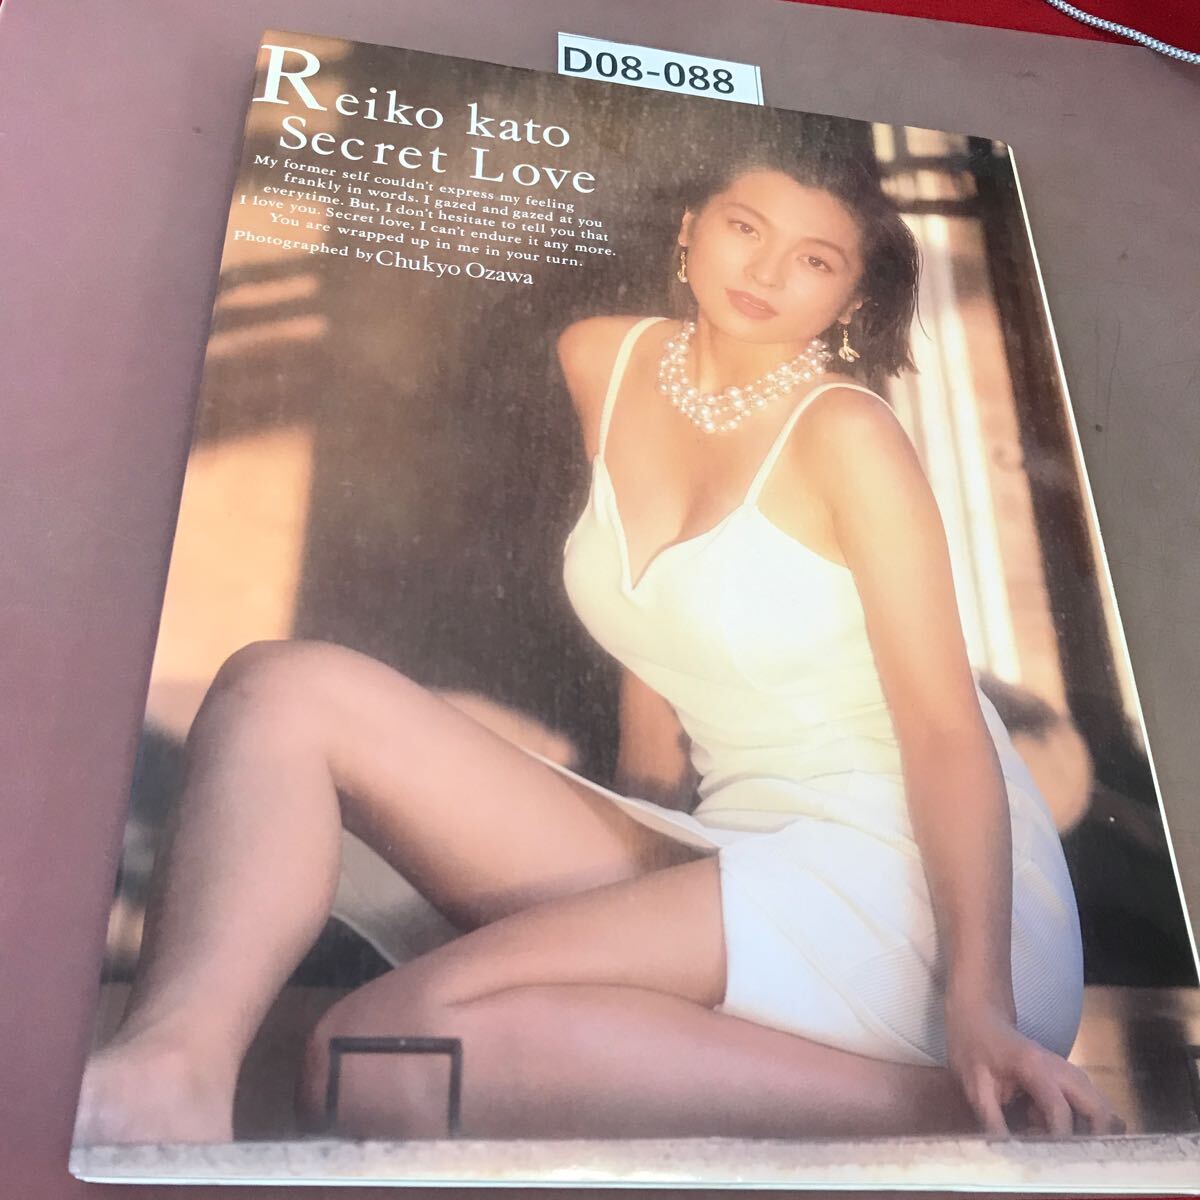 D08-088
Reiko kato
Secret Love
My former self couldn't express my feeling
frankly in words. I gazed and gazed at you
everytime. But, I don't hesitate to tell you that
I love you. Secret love, I can't endure it any more.
You are wrapped up in me in your turn.
Photographed by Chukyo Ozawa